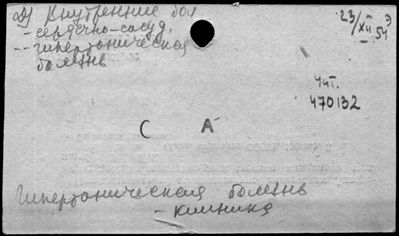 д) Внутренние бол
- сердечно-сосуд.
-- гипертоническая
болезнь
23/XII 54
Чит.
470132
С А
Гипертоническая болезнь
- клиника